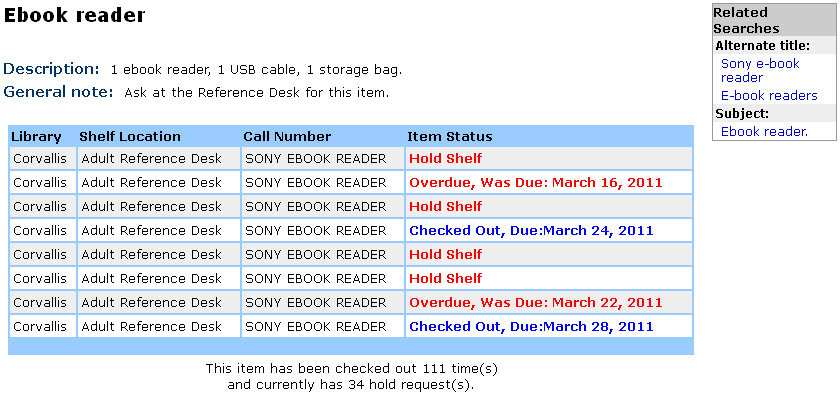 Ebook reader
Description: 1 ebook reader, 1 USB cable, 1 storage bag.
General note: Ask at the Reference Desk for this item.
Library Shelf Location Call Number Item Status
Corvallis Adult Reference Desk SONY EBOOK READER Hold Shelf
Corvallis Adult Reference Desk SONY EBOOK READER Overdue, Was Due: March 16, 2011
Corvallis Adult Reference Desk SONY EBOOK READER Hold Shelf
Corvallis Adult Reference Desk SONY EBOOK READER Checked Out, Due:March 24, 2011
Corvallis Adult Reference Desk SONY EBOOK READER Hold Shelf
Corvallis Adult Reference Desk SONY EBOOK READER Hold Shelf
Corvallis Adult Reference Desk SONY EBOOK READER Overdue, Was Due: March 22, 2011
Corvallis Adult Reference Desk SONY EBOOK READER Checked Out, Due:March 28, 2011
This item has been checked out 111 time(s)
and currently has 34 hold request(s).
Related
Searches
Alternate title:
Sony e-book
reader
E-book readers
Subject:
Ebook reader.